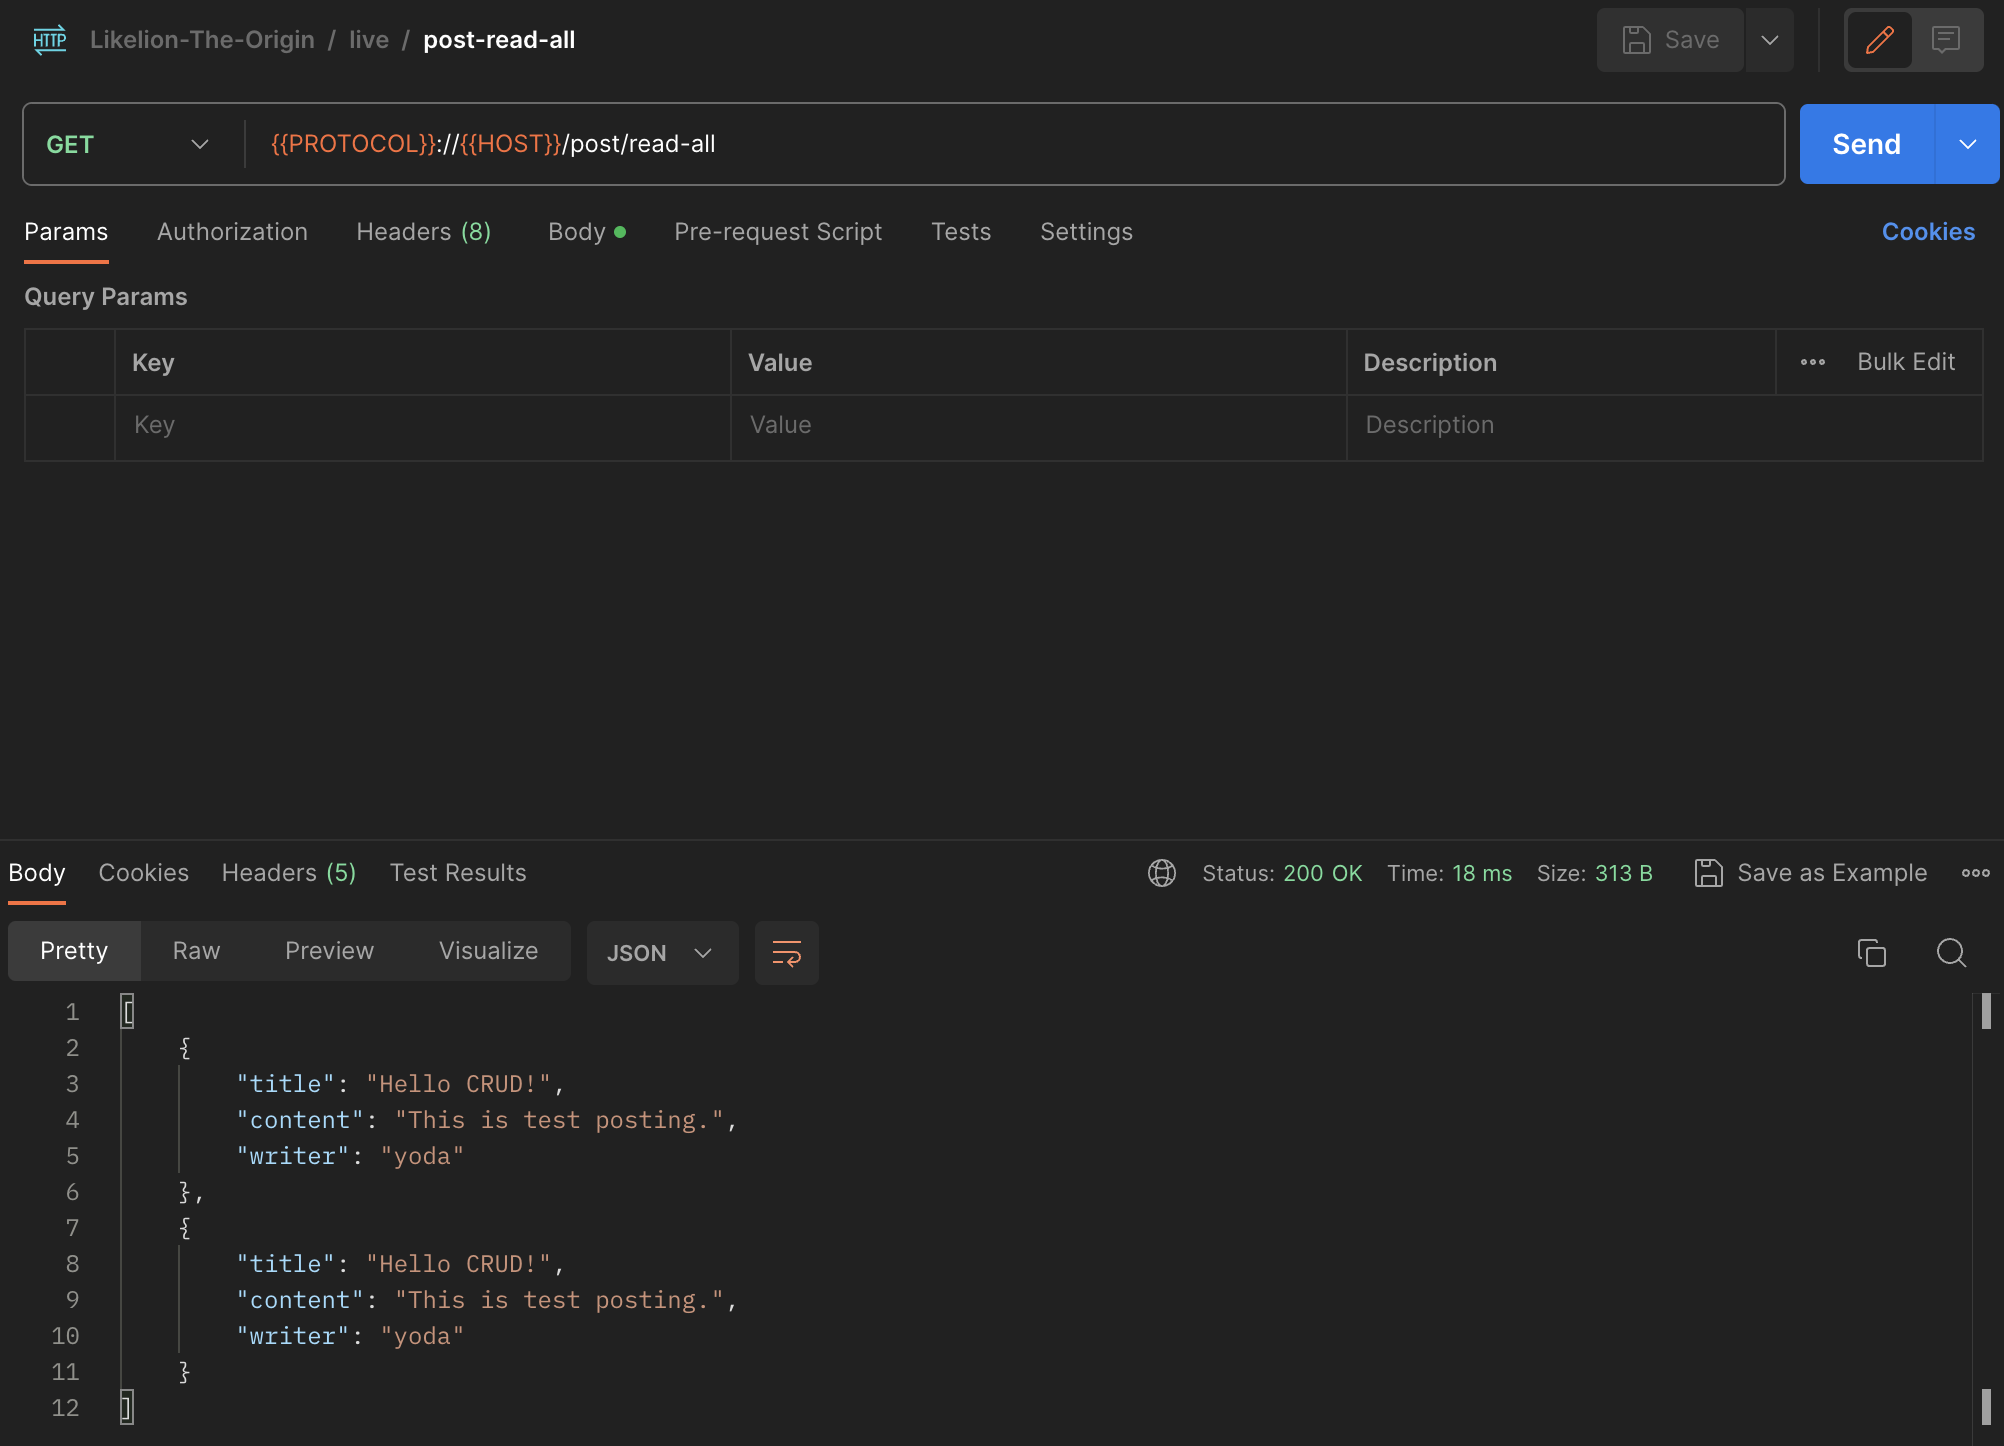 HTTP Likelion-The-Origin / live / post-read-all Save
GET {{PROTOCOL}}://{{HOST}}/post/read-all Send
Params Authorization Headers (8) Body Pre-request Script Tests Settings Cookies
Query Params
Key Value Description Bulk Edit
Key Value Description
Body Cookies Headers (5) Test Results Status: 200 OK Time: 18 ms Size: 313 B Save as Example
Pretty Raw Preview Visualize JSON
1 [
2 {
3 "title": "Hello CRUD!",
4 "content": "This is test posting.",
5 "writer": "yoda"
6 },
7 {
8 "title": "Hello CRUD!",
9 "content": "This is test posting.",
10 "writer": "yoda"
11 }
12 ]